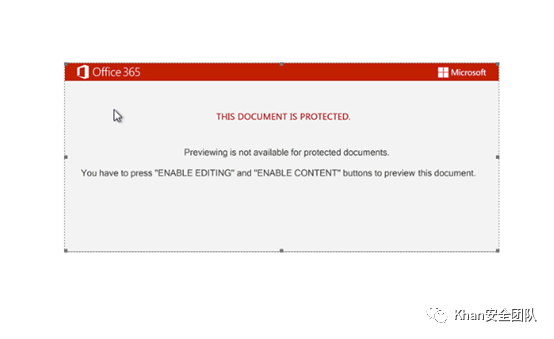 Office 365
Microsoft
THIS DOCUMENT IS PROTECTED.
Previewing is not available for protected documents.
You have to press "ENABLE EDITING" and "ENABLE CONTENT" buttons to preview this document.
Khan安全团队